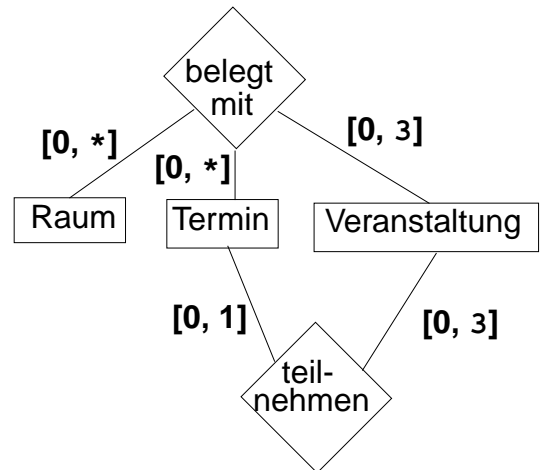 belegt
mit
[0, *]
[0, *]
[0, 3]
Raum
Termin
Veranstaltung
[0, 1]
[0, 3]
teil-
nehmen